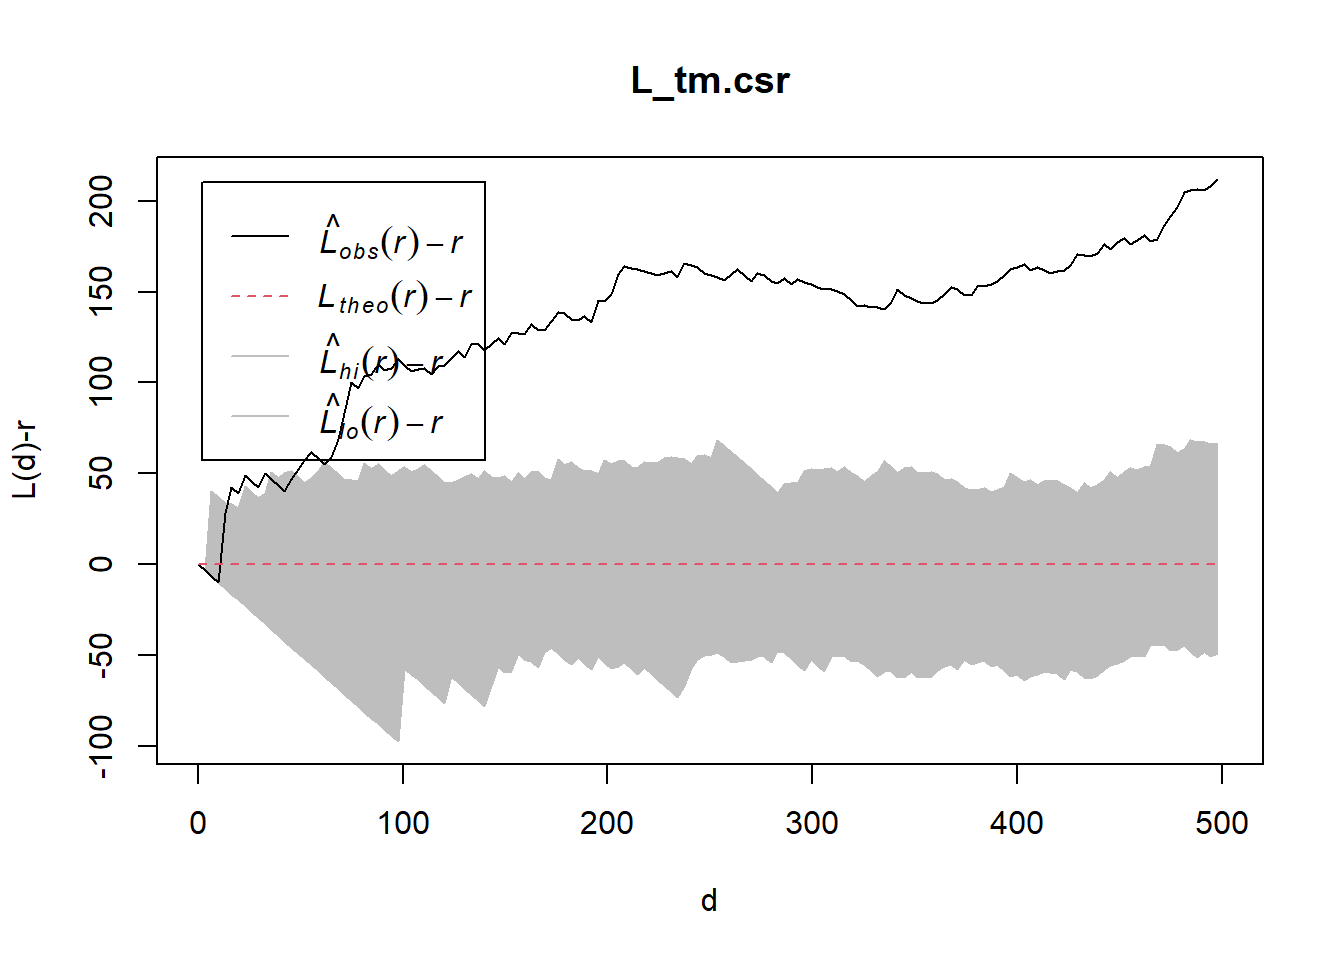 L_tm.csr
L̂obs(r) − r
Ltheo(r) − r
L̂hi(r) − r
L̂lo(r) − r
L(d)-r
200
150
100
50
0
-50
-100
0 100 200 300 400 500
d